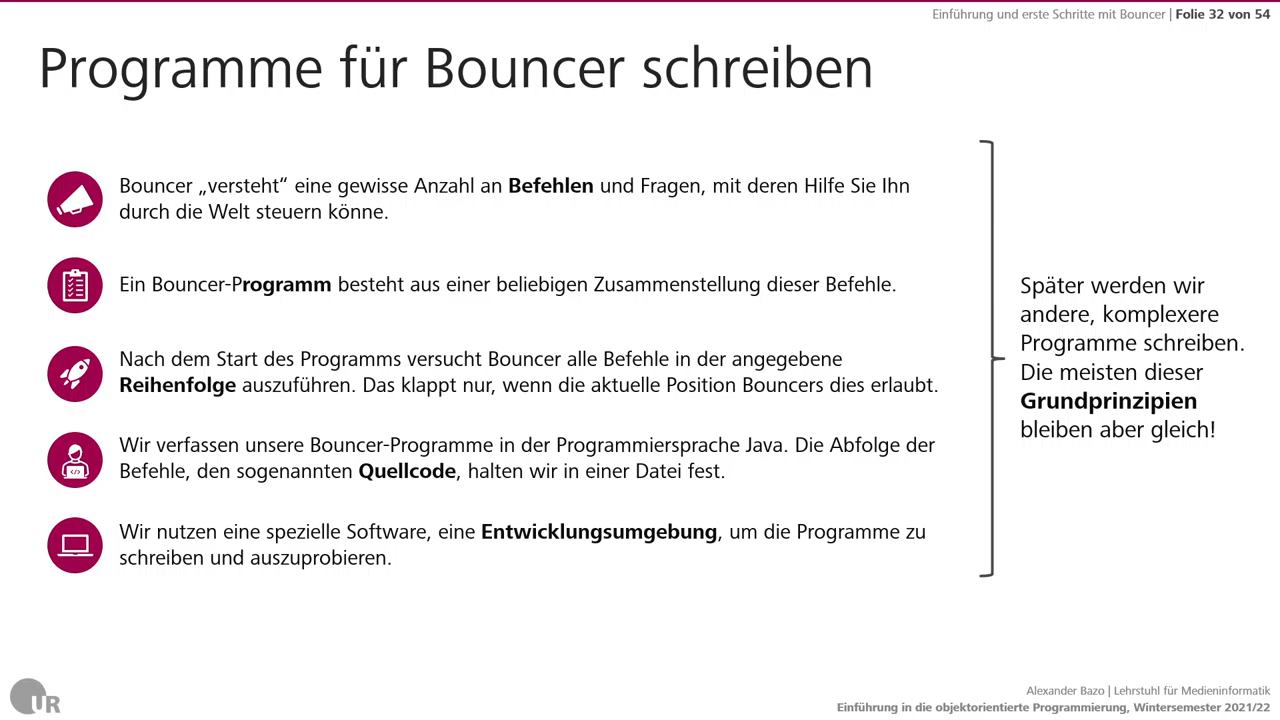 Einführung und erste Schritte mit Bouncer | Folie 32 von 54
Programme für Bouncer schreiben
Bouncer „versteht“ eine gewisse Anzahl an Befehlen und Fragen, mit deren Hilfe Sie Ihn
durch die Welt steuern könne.
Ein Bouncer-Programm besteht aus einer beliebigen Zusammenstellung dieser Befehle.
Nach dem Start des Programms versucht Bouncer alle Befehle in der angegebene
Reihenfolge auszuführen. Das klappt nur, wenn die aktuelle Position Bouncers dies erlaubt.
Wir verfassen unsere Bouncer-Programme in der Programmiersprache Java. Die Abfolge der
Befehle, den sogenannten Quellcode, halten wir in einer Datei fest.
Wir nutzen eine spezielle Software, eine Entwicklungsumgebung, um die Programme zu
schreiben und auszuprobieren.
Später werden wir
andere, komplexere
Programme schreiben.
Die meisten dieser
Grundprinzipien
bleiben aber gleich!
UR
Alexander Bazo | Lehrstuhl für Medieninformatik
Einführung in die objektorientierte Programmierung, Wintersemester 2021/22